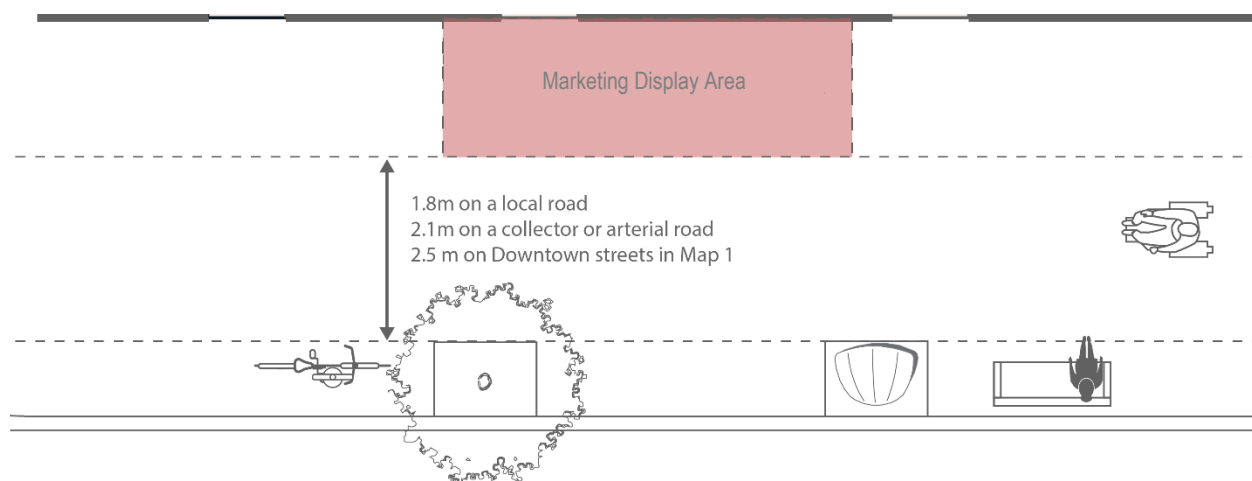 Marketing Display Area
1.8m on a local road
2.1m on a collector or arterial road
2.5 m on Downtown streets in Map 1